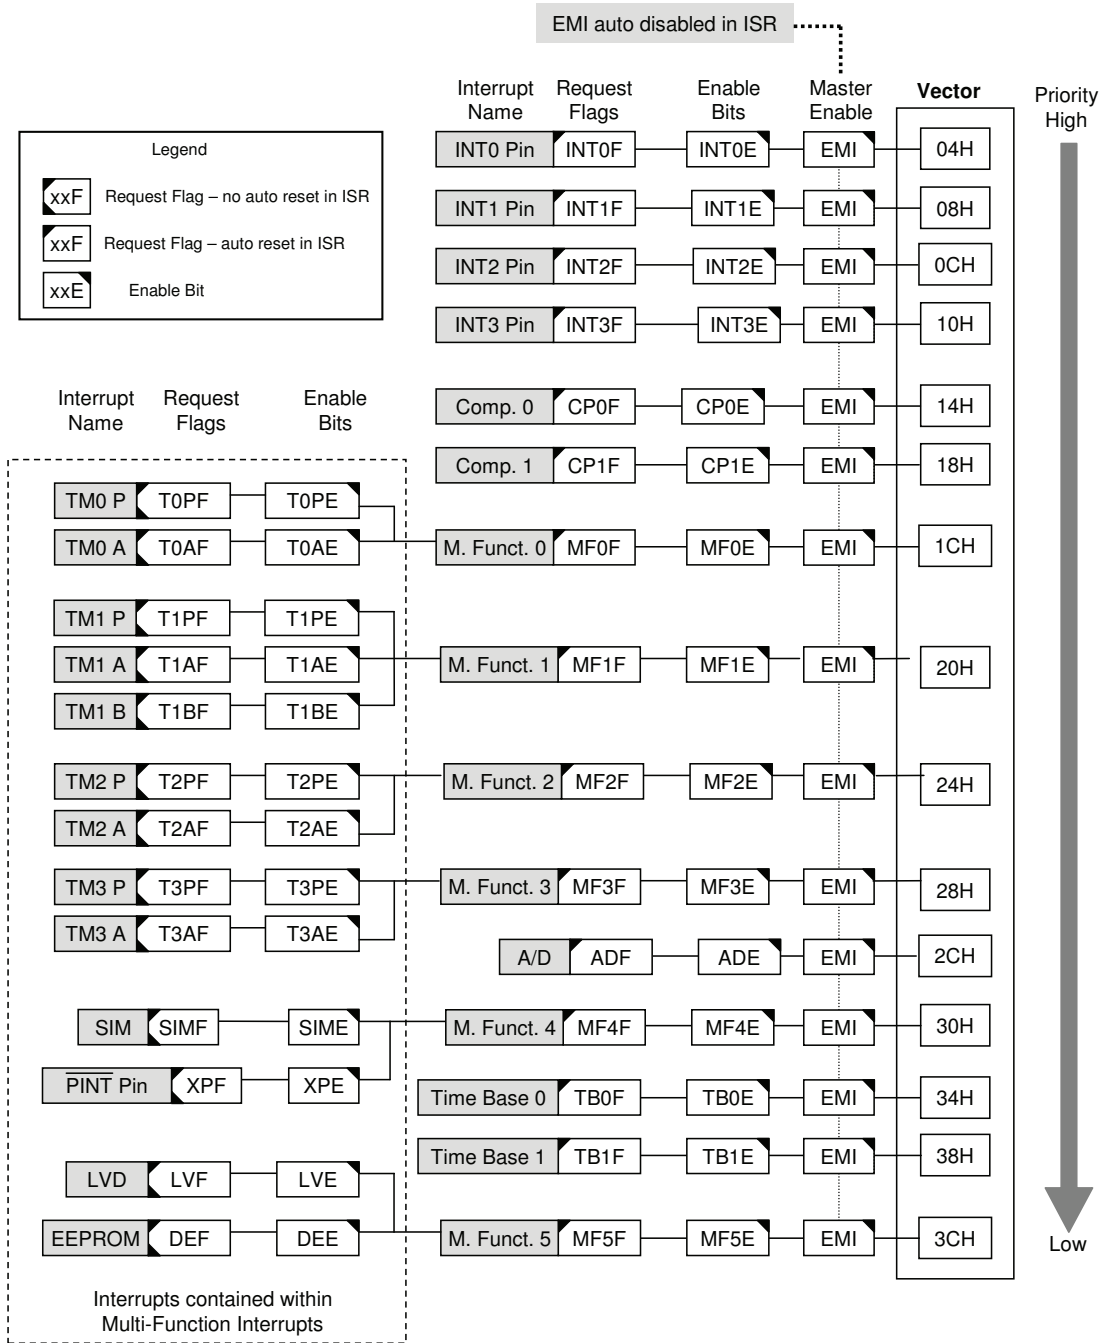 EMI auto disabled in ISR
Interrupt Name Request Flags Enable Bits Master Enable Vector Priority High
INT0 Pin INT0F INT0E EMI 04H
Legend
xxF Request Flag – no auto reset in ISR
xxF Request Flag – auto reset in ISR
xxE Enable Bit
INT1 Pin INT1F INT1E EMI 08H
INT2 Pin INT2F INT2E EMI 0CH
INT3 Pin INT3F INT3E EMI 10H
Interrupt Name Request Flags Enable Bits
Comp. 0 CP0F CP0E EMI 14H
Comp. 1 CP1F CP1E EMI 18H
TM0 P T0PF T0PE
TM0 A T0AF T0AE M. Funct. 0 MF0F MF0E EMI 1CH
TM1 P T1PF T1PE
TM1 A T1AF T1AE M. Funct. 1 MF1F MF1E EMI 20H
TM1 B T1BF T1BE
TM2 P T2PF T2PE M. Funct. 2 MF2F MF2E EMI 24H
TM2 A T2AF T2AE
TM3 P T3PF T3PE M. Funct. 3 MF3F MF3E EMI 28H
TM3 A T3AF T3AE
A/D ADF ADE EMI 2CH
SIM SIMF SIME M. Funct. 4 MF4F MF4E EMI 30H
PINT Pin XPF XPE
Time Base 0 TB0F TB0E EMI 34H
Time Base 1 TB1F TB1E EMI 38H
LVD LVF LVE
EEPROM DEF DEE M. Funct. 5 MF5F MF5E EMI 3CH
Low
Interrupts contained within
Multi-Function Interrupts